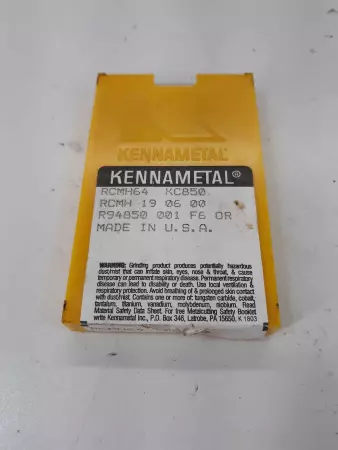 KENNAMETAL
KENNAMETAL®
RCMH64 KC850
RCMH 19 06 00
R94850 001 F6 OR
MADE IN U.S.A.
WARNING: Grinding product produces potentially hazardous
dust/mist that can irritate skin, eyes, nose & throat, & cause
temporary or permanent respiratory disease. Permanent respiratory
disease can lead to disability or death. Use local ventilation &
respiratory protection. Avoid breathing of & prolonged skin contact
with dust/mist. Contains one or more of: tungsten carbide, cobalt,
tantalum, titanium, vanadium, molybdenum, nickel, niobium. Read
Material Safety Data Sheet. For free Metalcutting Safety Booklet
write Kennametal Inc., P.O. Box 346, Latrobe, PA 15650. K 1803